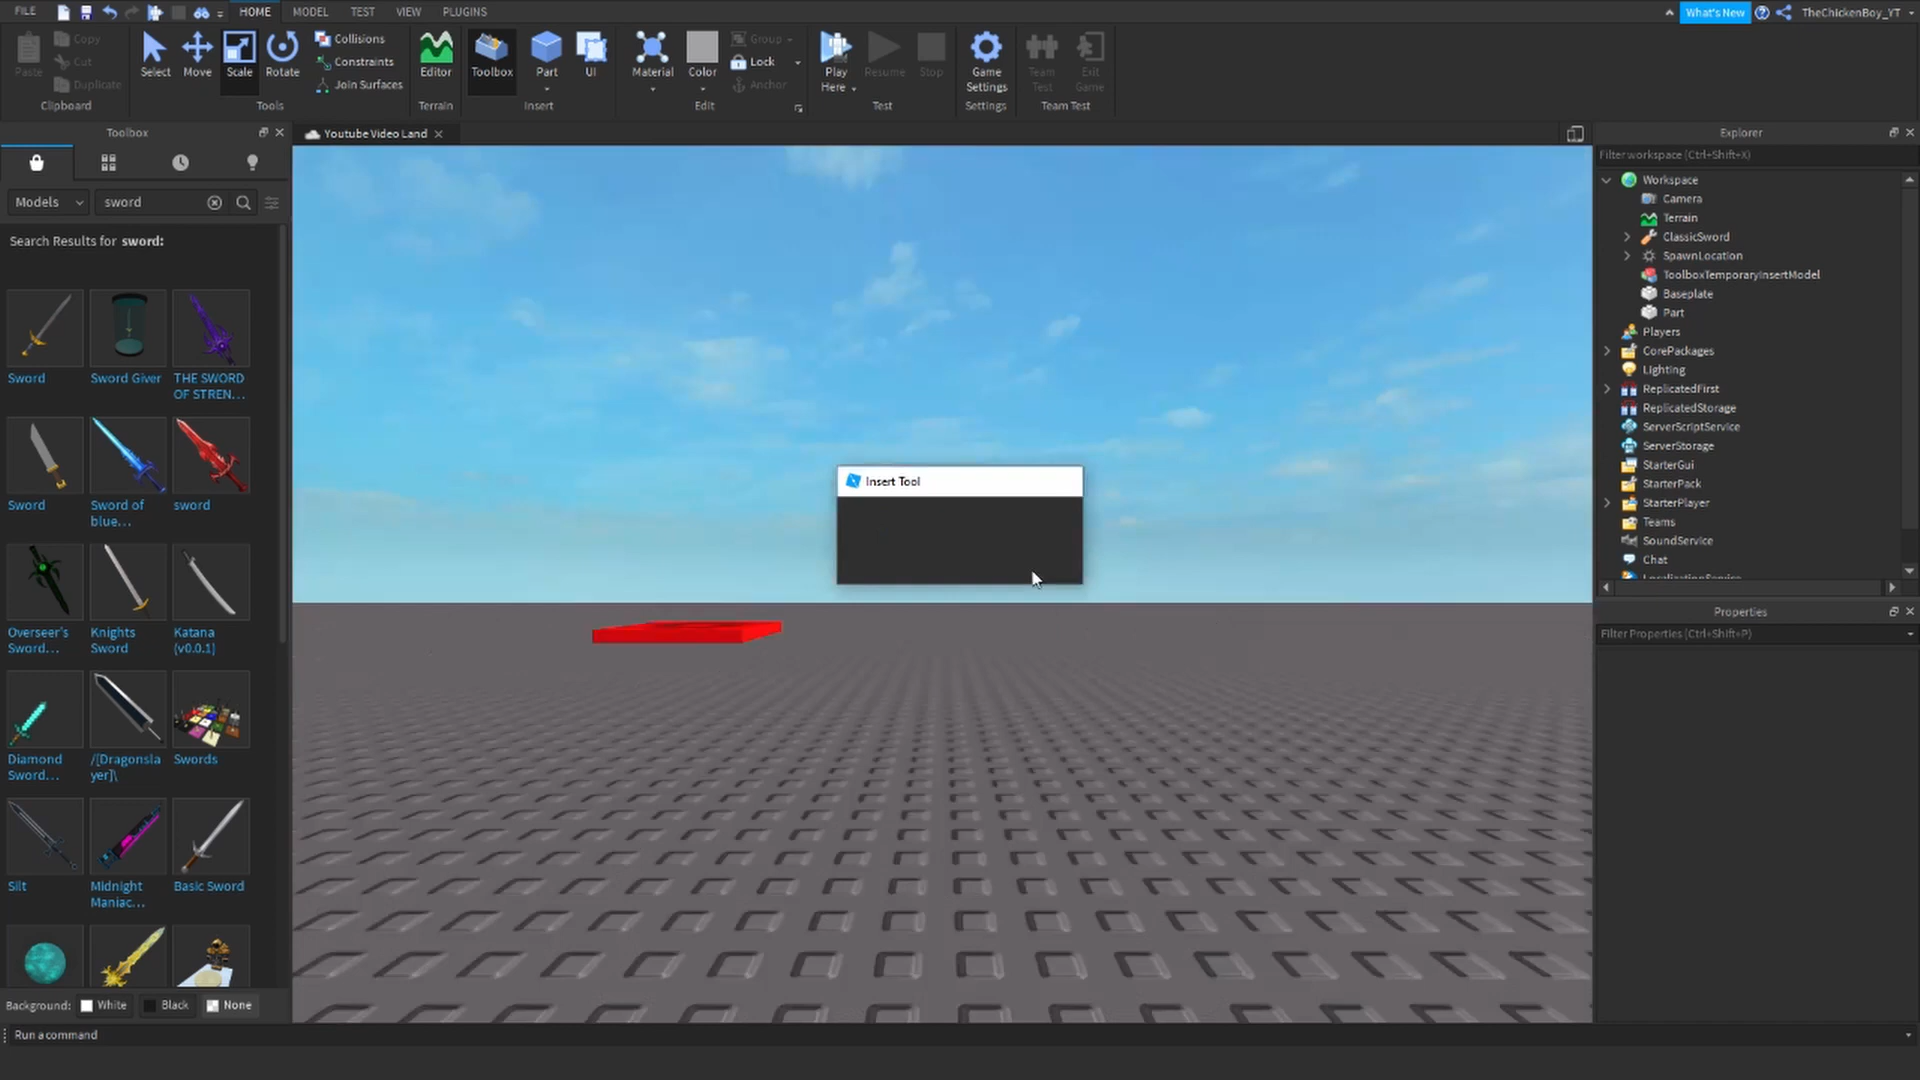 FILE HOME MODEL TEST VIEW PLUGINS What's New TheChickenBoy_YT
Paste Copy Cut Duplicate Clipboard
Select Move Scale Rotate Collisions Constraints Join Surfaces Tools
Editor Terrain
Toolbox Part UI Insert
Material Color Group Lock Anchor Edit
Play Here Resume Stop Test
Game Settings Settings
Team Test Exit Game Team Test
Toolbox
Models sword
Search Results for sword:
Sword Sword Giver THE SWORD
OF STREN...
Sword Sword of
blue...
sword
Overseer's
Sword...
Knights
Sword
Katana
(v0.0.1)
Diamond
Sword...
/[Dragonsla
yer]\
Swords
Silt Midnight
Maniac...
Basic Sword
Background: White Black None
Run a command
Youtube Video Land
Insert Tool
Explorer
Filter workspace (Ctrl+Shift+X)
Workspace
Camera
Terrain
ClassicSword
SpawnLocation
ToolboxTemporaryInsertModel
Baseplate
Part
Players
CorePackages
Lighting
ReplicatedFirst
ReplicatedStorage
ServerScriptService
ServerStorage
StarterGui
StarterPack
StarterPlayer
Teams
SoundService
Chat
LocalizationService
Properties
Filter Properties (Ctrl+Shift+P)